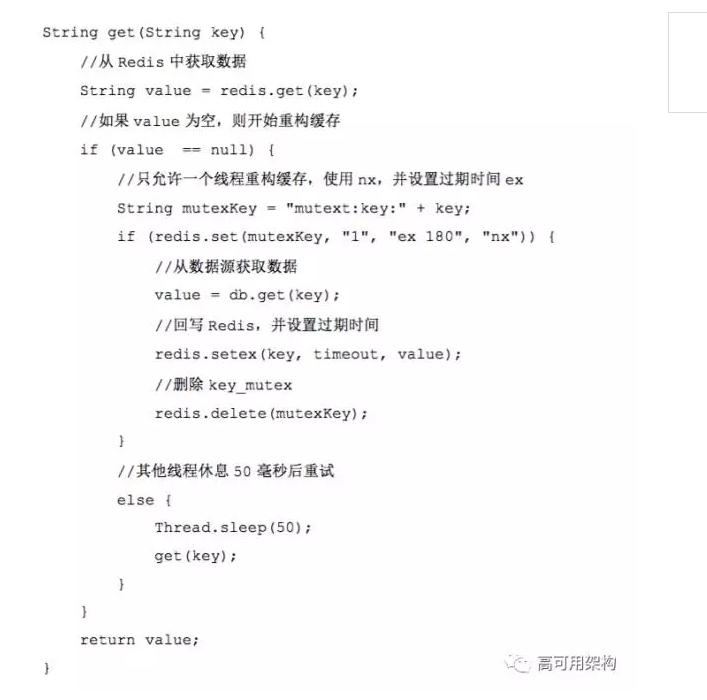 String get(String key) {
//从 Redis 中获取数据
String value = redis.get(key);
//如果 value 为空，则开始重构缓存
if (value == null) {
//只允许一个线程重构缓存，使用 nx，并设置过期时间 ex
String mutexKey = "mutext:key:" + key;
if (redis.set(mutexKey, "1", "ex 180", "nx")) {
//从数据源获取数据
value = db.get(key);
//回写 Redis，并设置过期时间
redis.setex(key, timeout, value);
//删除 key_mutex
redis.delete(mutexKey);
}
//其他线程休息 50 毫秒后重试
else {
Thread.sleep(50);
get(key);
}
}
return value;
}
高可用架构